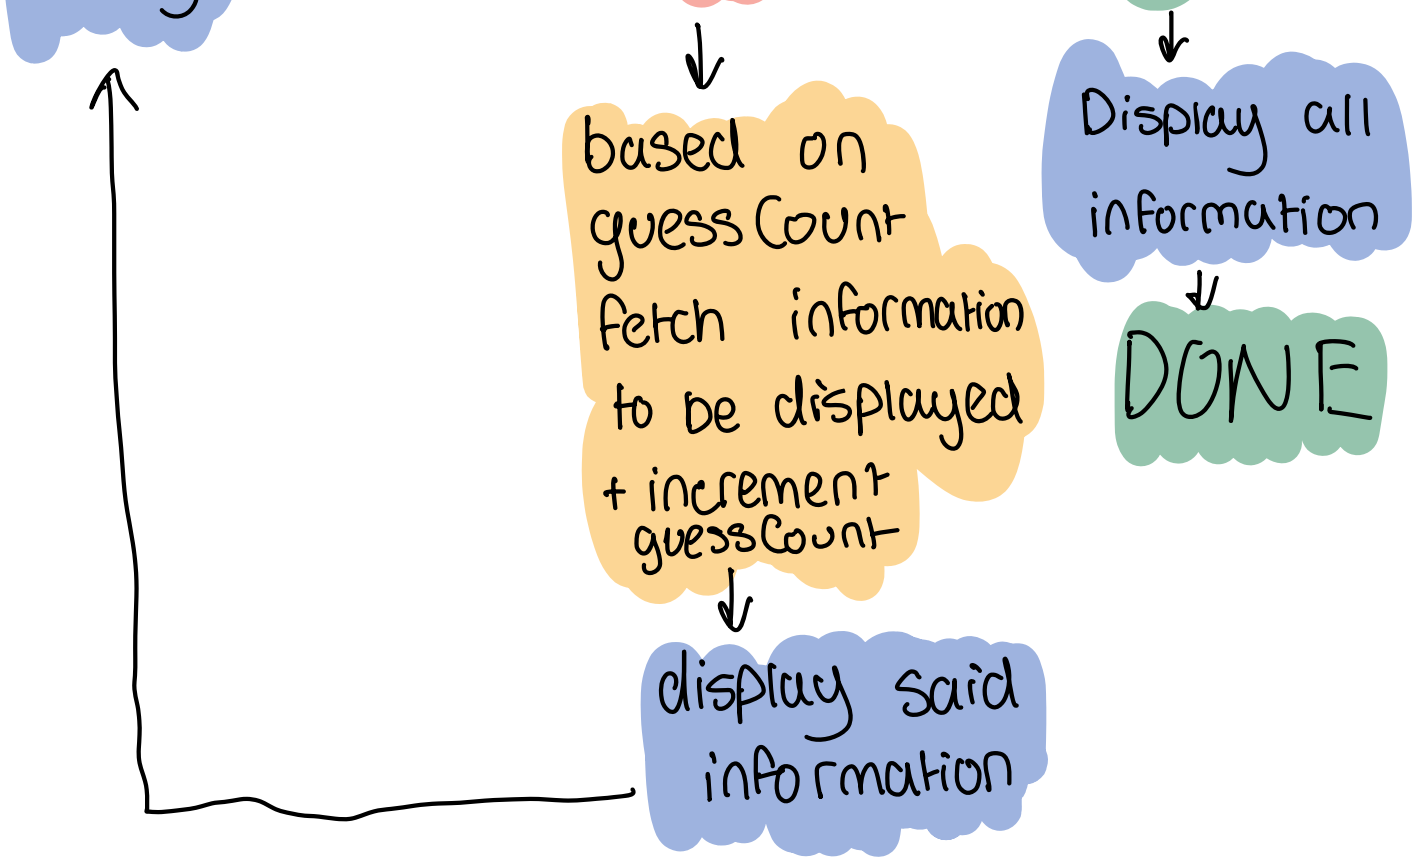 based on
guessCount
fetch information
to be displayed
+ increment
guessCount
display said
information
Display all
information
DONE